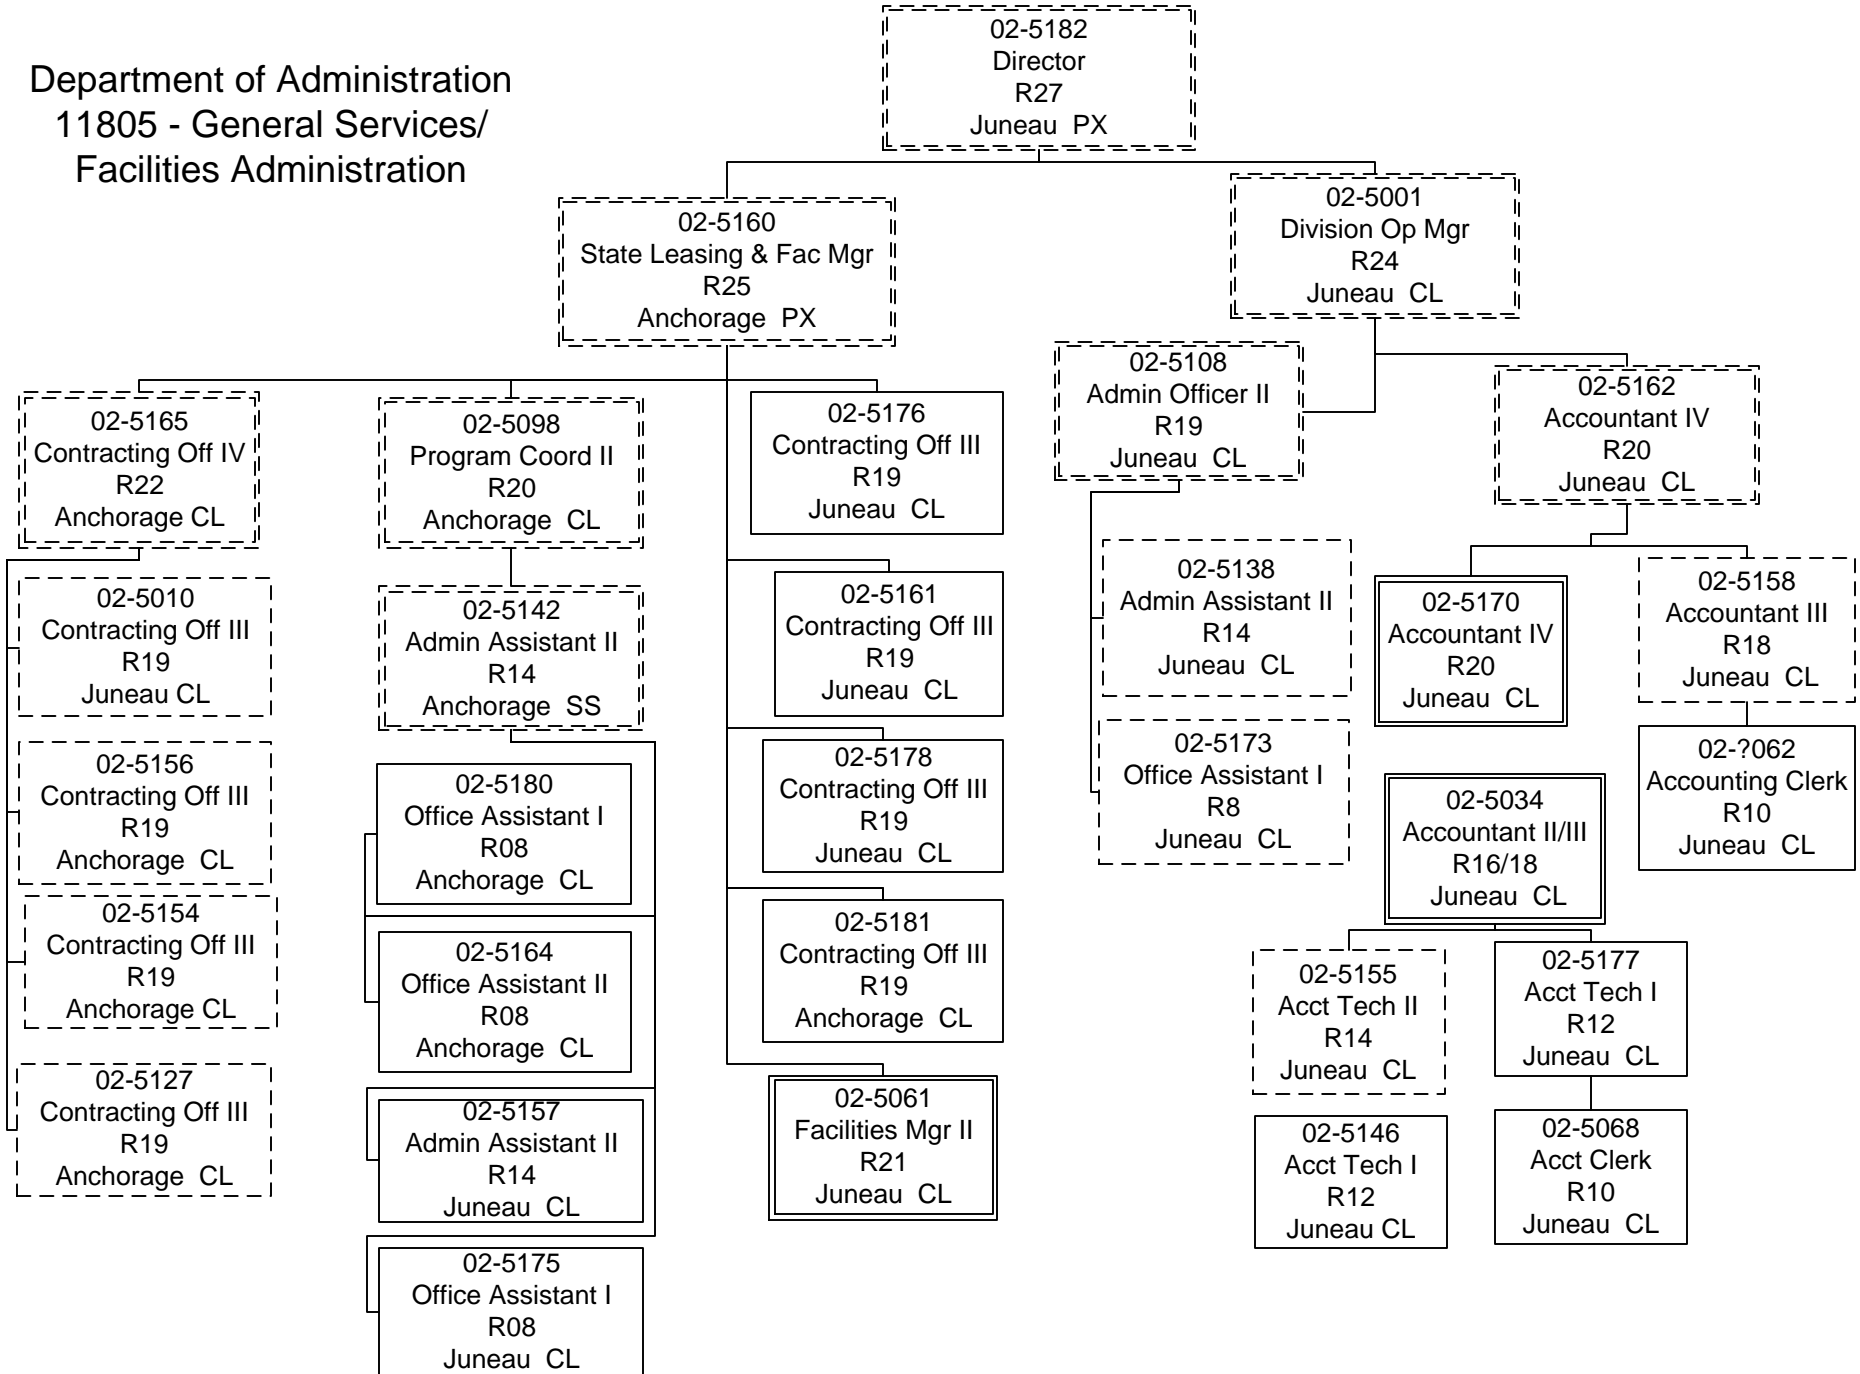 Department of Administration
11805 - General Services/
Facilities Administration
02-5182
Director
R27
Juneau  PX
02-5160
State Leasing & Fac Mgr
R25
Anchorage  PX
02-5001
Division Op Mgr
R24
Juneau  CL
02-5165
Contracting Off IV
R22
Anchorage CL
02-5098
Program Coord II
R20
Anchorage  CL
02-5176
Contracting Off III
R19
Juneau  CL
02-5108
Admin Officer II
R19
Juneau  CL
02-5162
Accountant IV
R20
Juneau  CL
02-5010
Contracting Off III
R19
Juneau CL
02-5142
Admin Assistant II
R14
Anchorage  SS
02-5161
Contracting Off III
R19
Juneau  CL
02-5138
Admin Assistant II
R14
Juneau  CL
02-5170
Accountant IV
R20
Juneau  CL
02-5158
Accountant III
R18
Juneau  CL
02-5156
Contracting Off III
R19
Anchorage  CL
02-5180
Office Assistant I
R08
Anchorage  CL
02-5178
Contracting Off III
R19
Juneau  CL
02-5173
Office Assistant I
R8
Juneau  CL
02-5034
Accountant II/III
R16/18
Juneau  CL
02-?062
Accounting Clerk
R10
Juneau  CL
02-5154
Contracting Off III
R19
Anchorage CL
02-5164
Office Assistant II
R08
Anchorage  CL
02-5181
Contracting Off III
R19
Anchorage  CL
02-5155
Acct Tech II
R14
Juneau  CL
02-5177
Acct Tech I
R12
Juneau  CL
02-5127
Contracting Off III
R19
Anchorage  CL
02-5157
Admin Assistant II
R14
Juneau  CL
02-5061
Facilities Mgr II
R21
Juneau  CL
02-5146
Acct Tech I
R12
Juneau CL
02-5068
Acct Clerk
R10
Juneau  CL
02-5175
Office Assistant I
R08
Juneau  CL